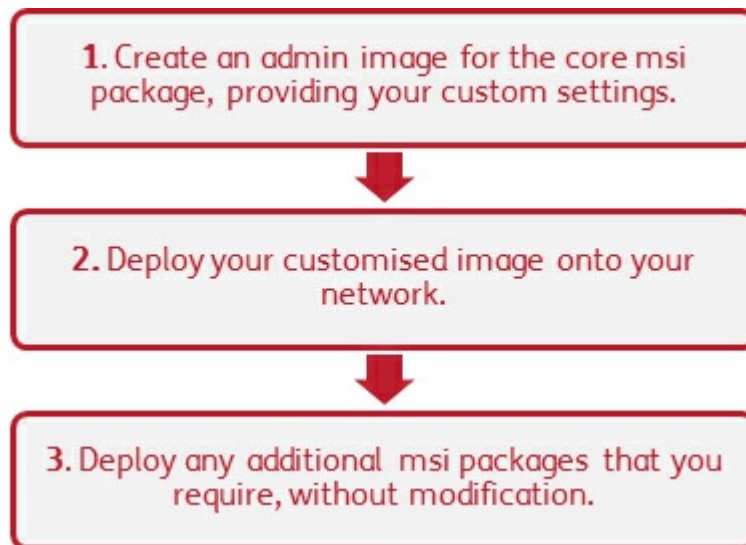 1. Create an admin image for the core msi
package, providing your custom settings.
2. Deploy your customised image onto your
network.
3. Deploy any additional msi packages that you
require, without modification.